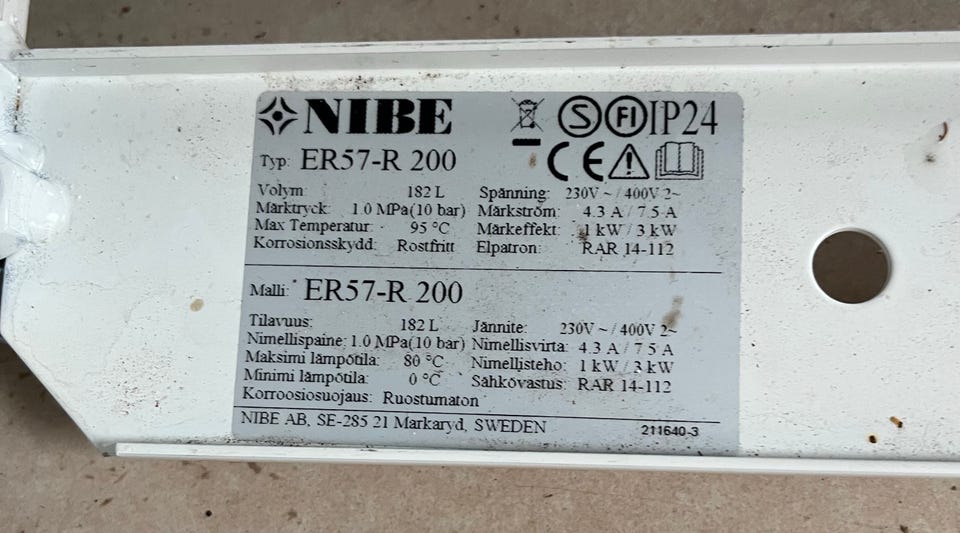 NIBE S FI IP24
CE
Typ: ER57-R 200
Volym 182 L Spänning: 230V ~ / 400V 2~
Märktryck: 1.0 MPa(10 bar) Märkström: 4.3 A / 7.5 A
Max Temperatur: 95 °C Märkeffekt: 1 kW / 3 kW
Korrosionsskydd: Rostfritt Elpatron: RAR 14-112
Malli: ER57-R 200
Tilavuus: 182 L Jännite: 230V ~ / 400V 2~
Nimellispaine: 1.0 MPa(10 bar) Nimellisvirta: 4.3 A / 7.5 A
Maksimi lämpötila: 80 °C Nimellisteho: 1 kW / 3 kW
Minimi lämpötila: 0 °C Sähkövastus: RAR 14-112
Korroosiosuojaus: Ruostumaton
NIBE AB, SE-285 21 Markaryd, SWEDEN 211640-3